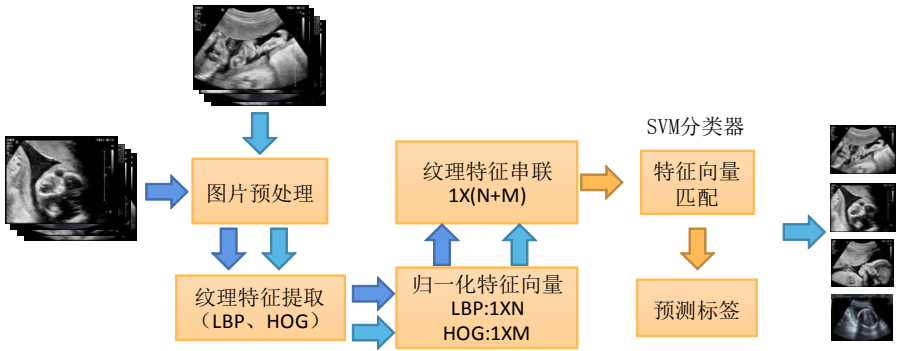 SVM分类器
图片预处理
纹理特征提取
（LBP、HOG）
归一化特征向量
LBP:1XN
HOG:1XM
纹理特征串联
1X(N+M)
特征向量
匹配
预测标签